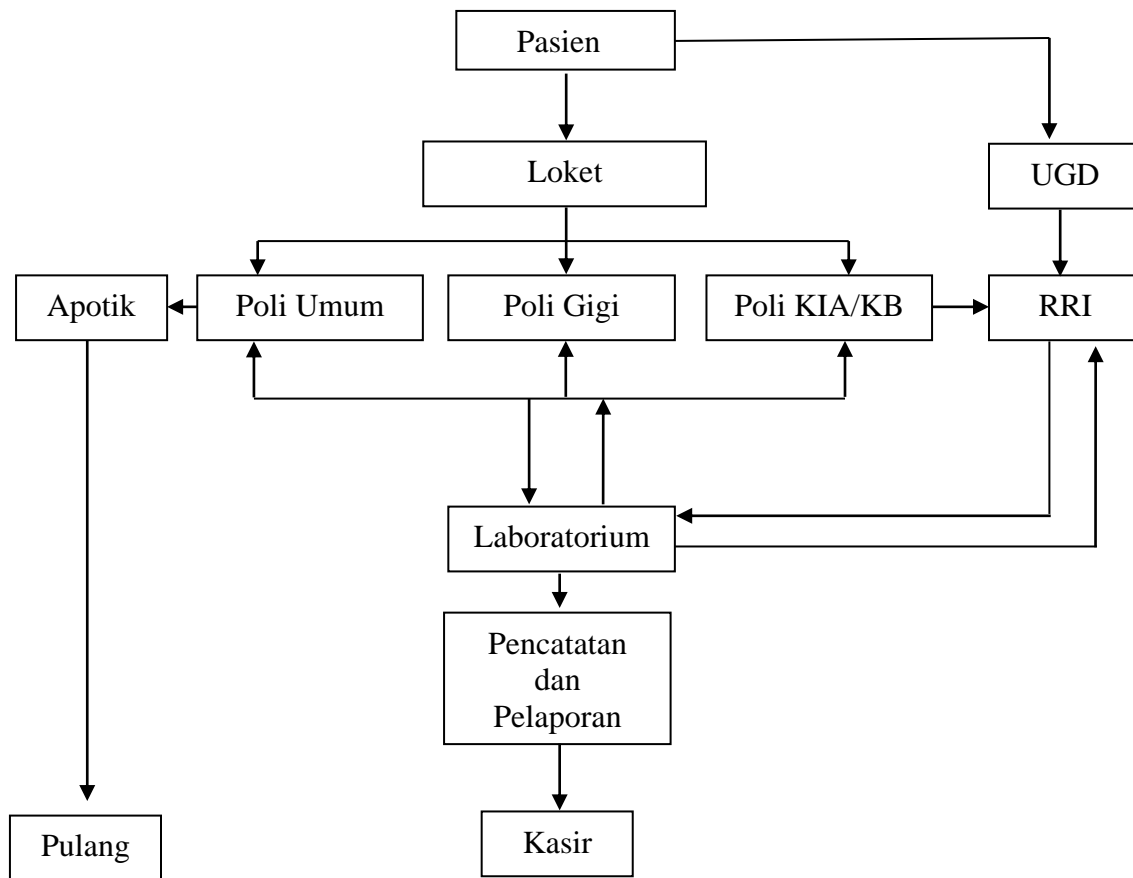 Pasien
Loket
UGD
Apotik
Poli Umum
Poli Gigi
Poli KIA/KB
RRI
Laboratorium
Pencatatan
dan
Pelaporan
Pulang
Kasir